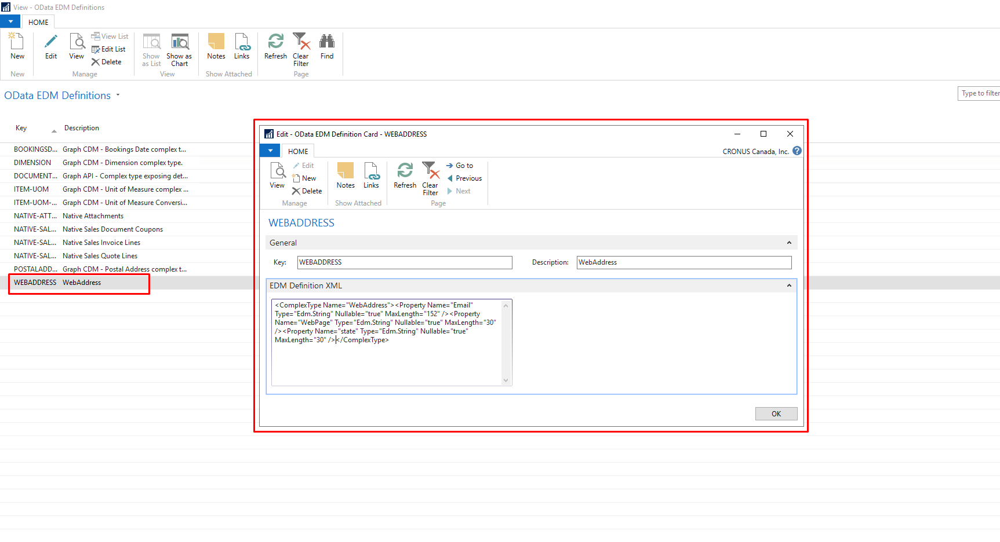 View - OData EDM Definitions
HOME
New
Edit
View
View List
Edit List
Delete
Show as List
Show as Chart
Notes
Links
Refresh
Clear Filter
Find
New
Manage
View
Show Attached
Page
OData EDM Definitions
Type to filter
Key
Description
BOOKINGSD... Graph CDM - Bookings Date complex t...
DIMENSION Graph CDM - Dimension complex type.
DOCUMENT... Graph API - Complex type exposing det...
ITEM-UOM Graph CDM - Unit of Measure complex ...
ITEM-UOM-... Graph CDM - Unit of Measure Conversi...
NATIVE-ATT... Native Attachments
NATIVE-SAL... Native Sales Document Coupons
NATIVE-SAL... Native Sales Invoice Lines
NATIVE-SAL... Native Sales Quote Lines
POSTALADD... Graph CDM - Postal Address complex t...
WEBADDRESS WebAddress
Edit - OData EDM Definition Card - WEBADDRESS
HOME
CRONUS Canada, Inc. ?
View
Edit
New
Delete
Notes
Links
Refresh
Clear Filter
Go to
Previous
Next
Manage
Show Attached
Page
WEBADDRESS
General
Key: WEBADDRESS
Description: WebAddress
EDM Definition XML
<ComplexType Name="WebAddress"><Property Name="Email"
Type="Edm.String" Nullable="true" MaxLength="152" /><Property
Name="WebPage" Type="Edm.String" Nullable="true" MaxLength="30"
/><Property Name="state" Type="Edm.String" Nullable="true"
MaxLength="30" /></ComplexType>
OK